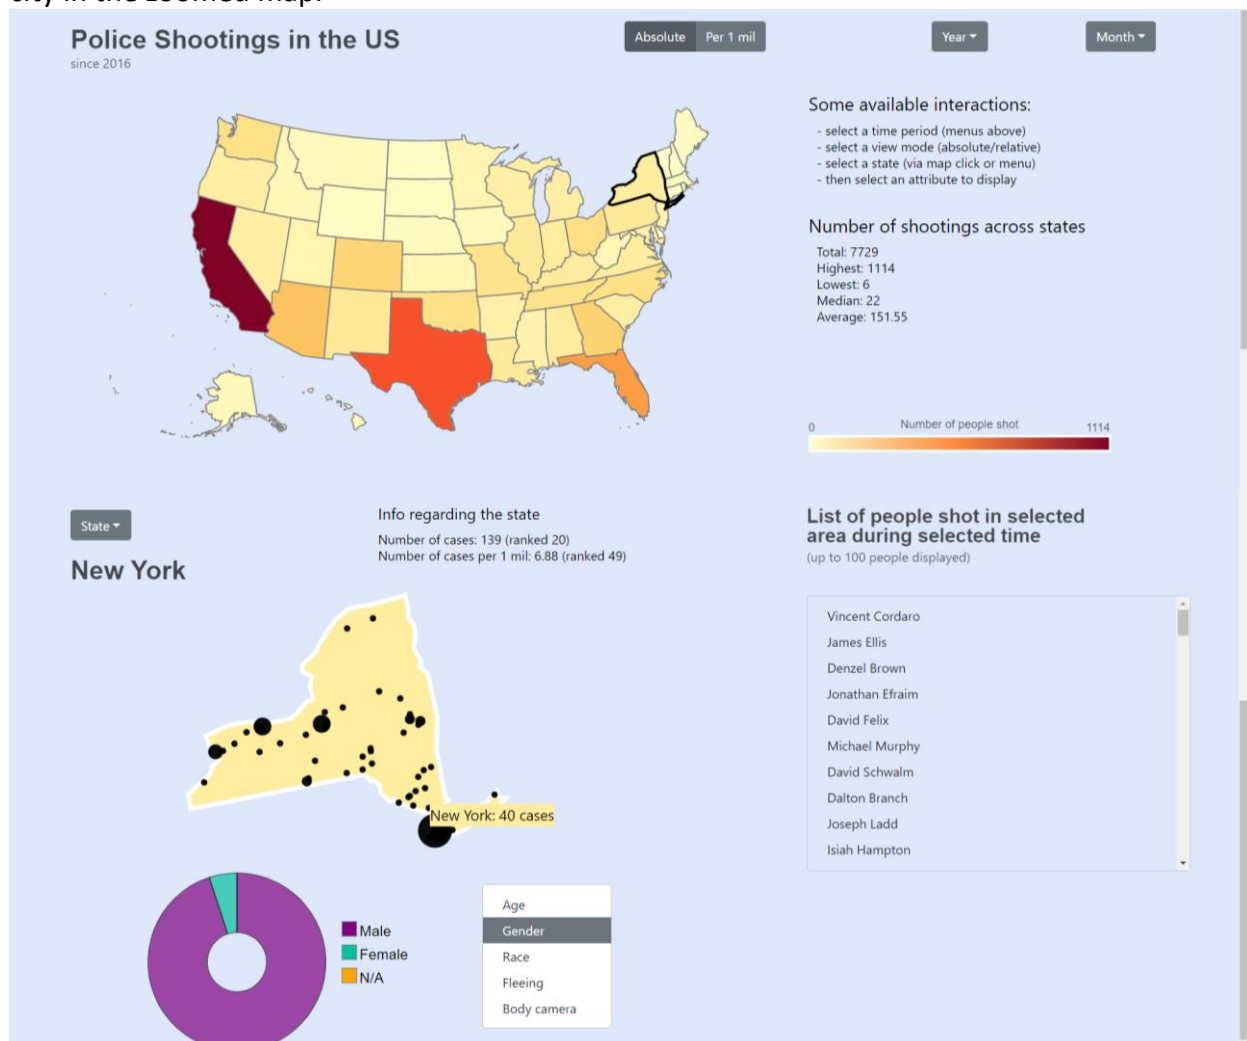 city in the zoomed map.
Police Shootings in the US
since 2016
Absolute Per 1 mil
Year
Month
Some available interactions:
- select a time period (menus above)
- select a view mode (absolute/relative)
- select a state (via map click or menu)
- then select an attribute to display
Number of shootings across states
Total: 7729
Highest: 1114
Lowest: 6
Median: 22
Average: 151.55
0 Number of people shot 1114
State
New York
Info regarding the state
Number of cases: 139 (ranked 20)
Number of cases per 1 mil: 6.88 (ranked 49)
New York: 40 cases
Male
Female
N/A
Age
Gender
Race
Fleeing
Body camera
List of people shot in selected
area during selected time
(up to 100 people displayed)
Vincent Cordaro
James Ellis
Denzel Brown
Jonathan Efraim
David Felix
Michael Murphy
David Schwalm
Dalton Branch
Joseph Ladd
Isiah Hampton